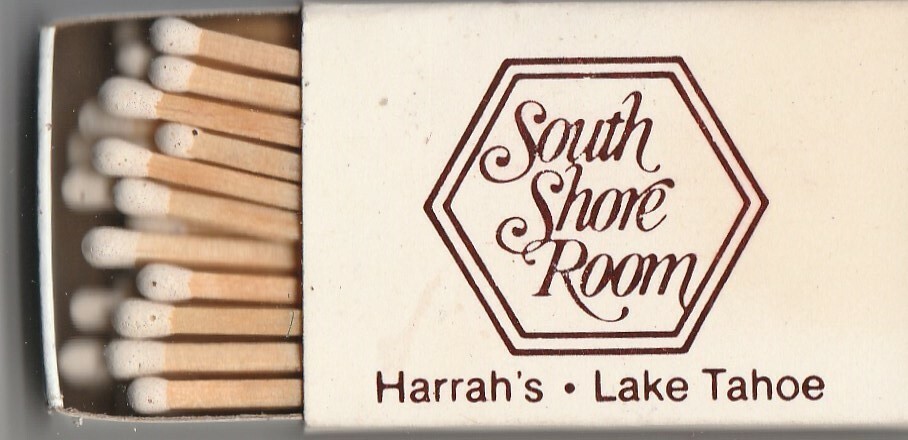 South
Shore
Room
Harrah's • Lake Tahoe